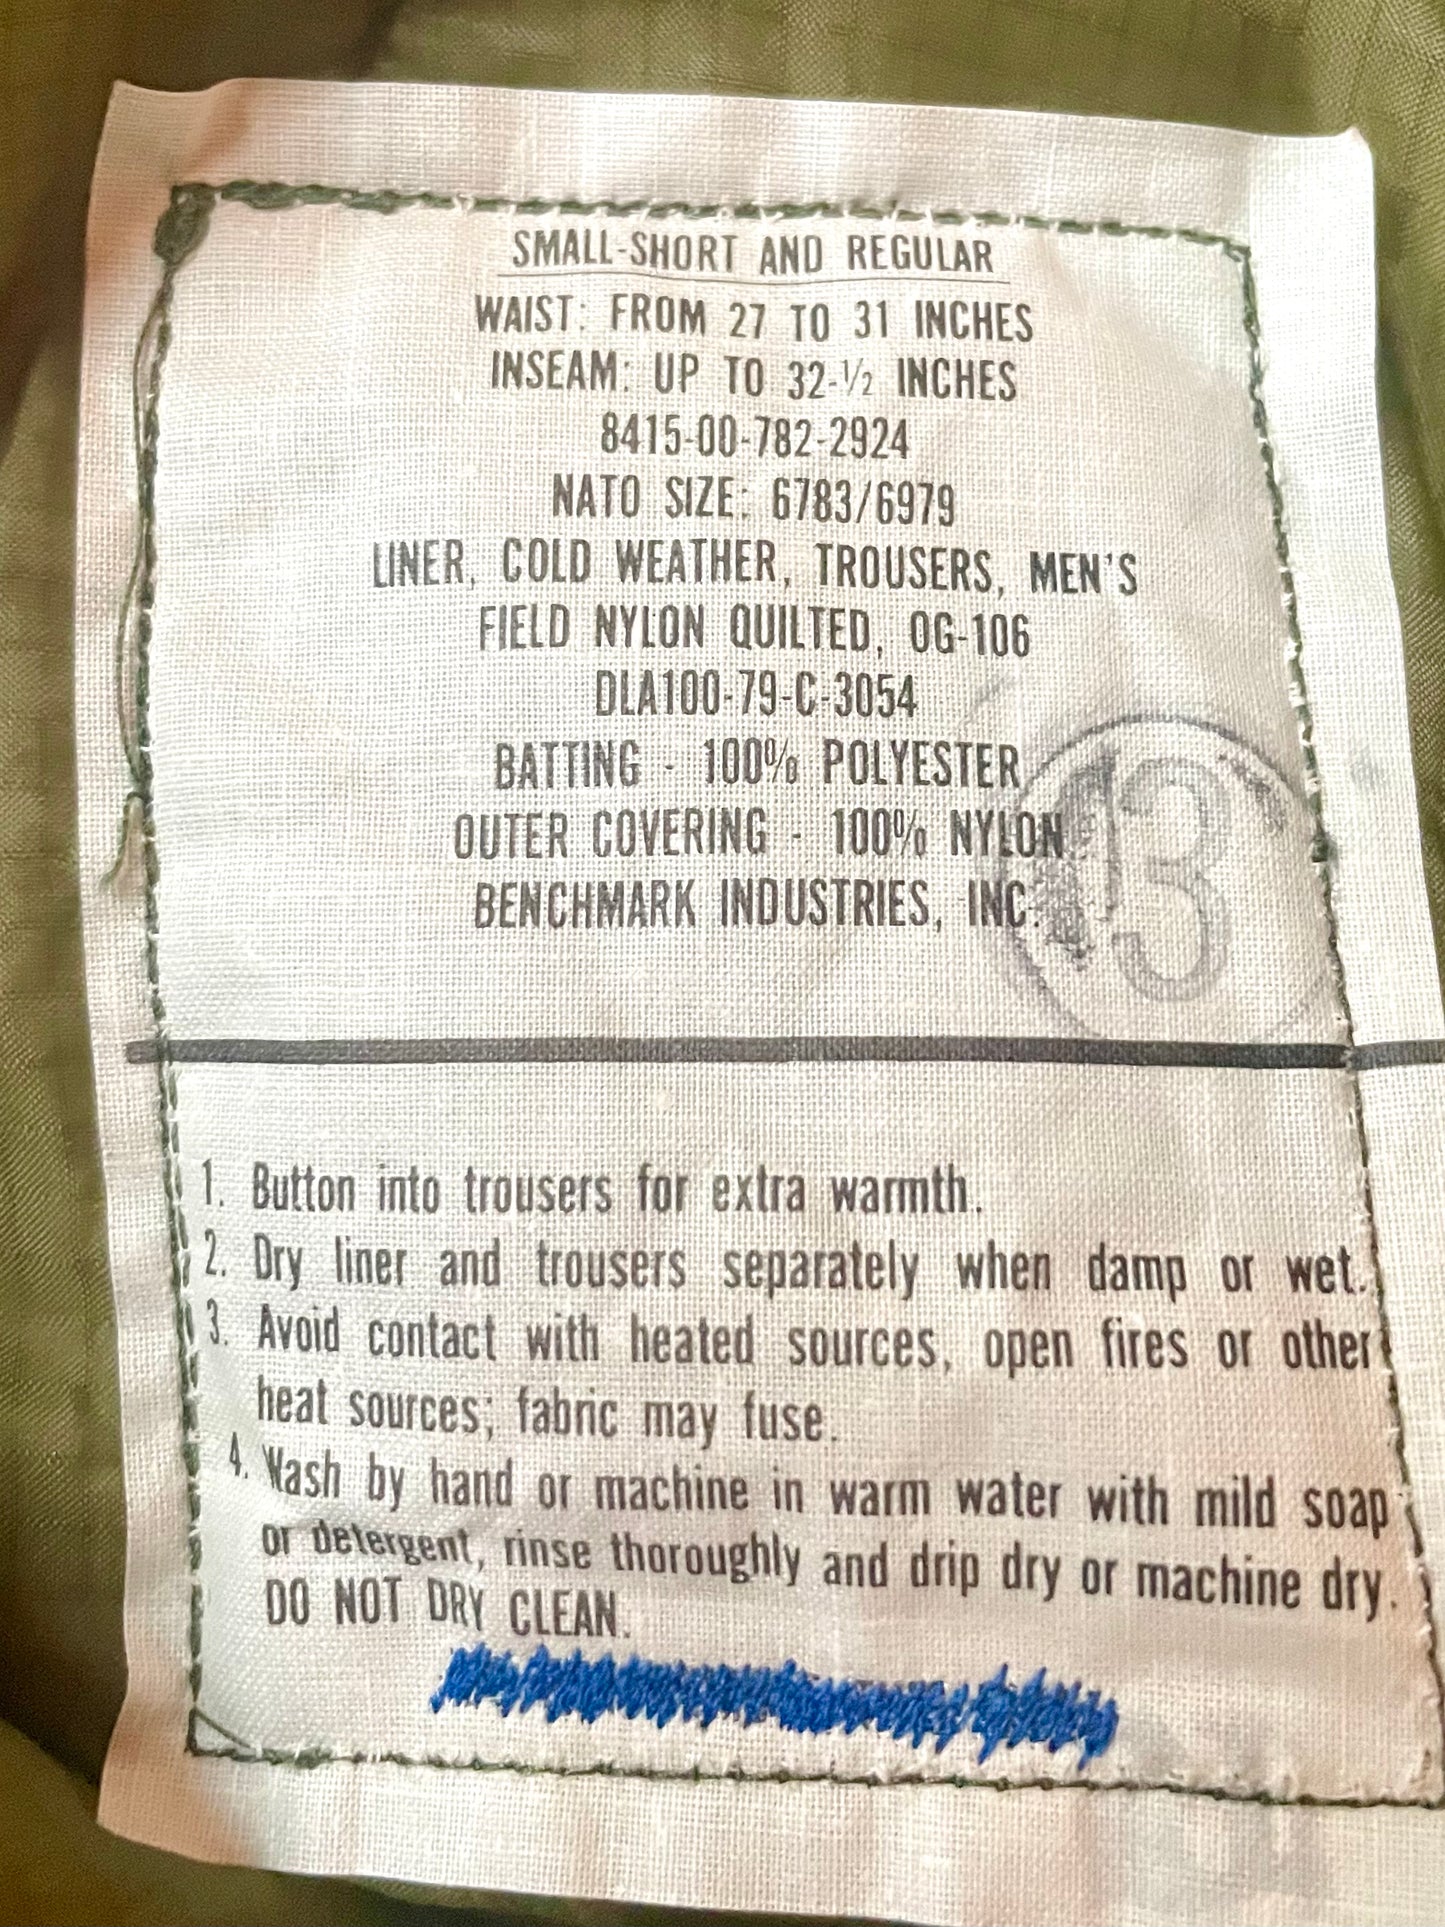 SMALL-SHORT AND REGULAR
WAIST: FROM 27 TO 31 INCHES
INSEAM: UP TO 32-½ INCHES
8415-00-782-2924
NATO SIZE: 6783/6979
LINER, COLD WEATHER, TROUSERS, MEN'S
FIELD NYLON QUILTED, OG-106
DLA100-79-C-3054
BATTING - 100% POLYESTER
OUTER COVERING - 100% NYLON
BENCHMARK INDUSTRIES, INC.
13
1. Button into trousers for extra warmth.
2. Dry liner and trousers separately when damp or wet.
3. Avoid contact with heated sources, open fires or other
heat sources; fabric may fuse.
4. Wash by hand or machine in warm water with mild soap
or detergent, rinse thoroughly and drip dry or machine dry.
DO NOT DRY CLEAN.